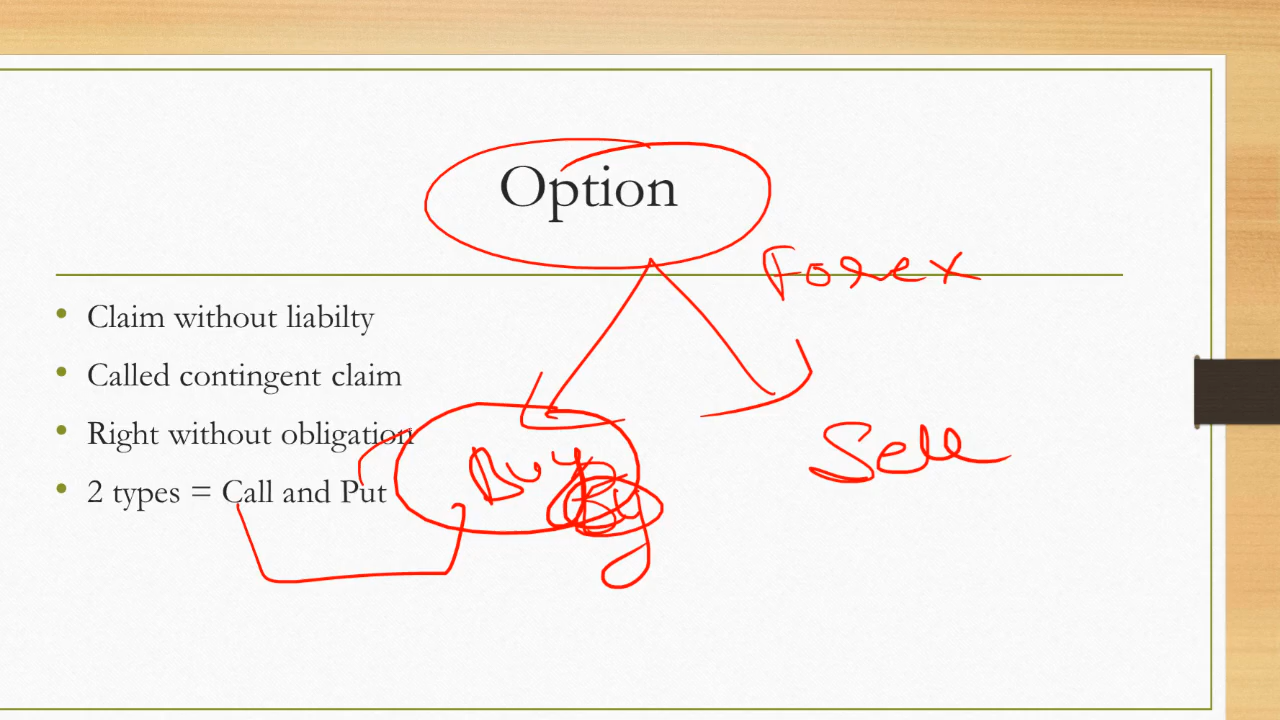 Option
Forex
• Claim without liabilty
• Called contingent claim
• Right without obligation
Buy
Sell
• 2 types = Call and Put